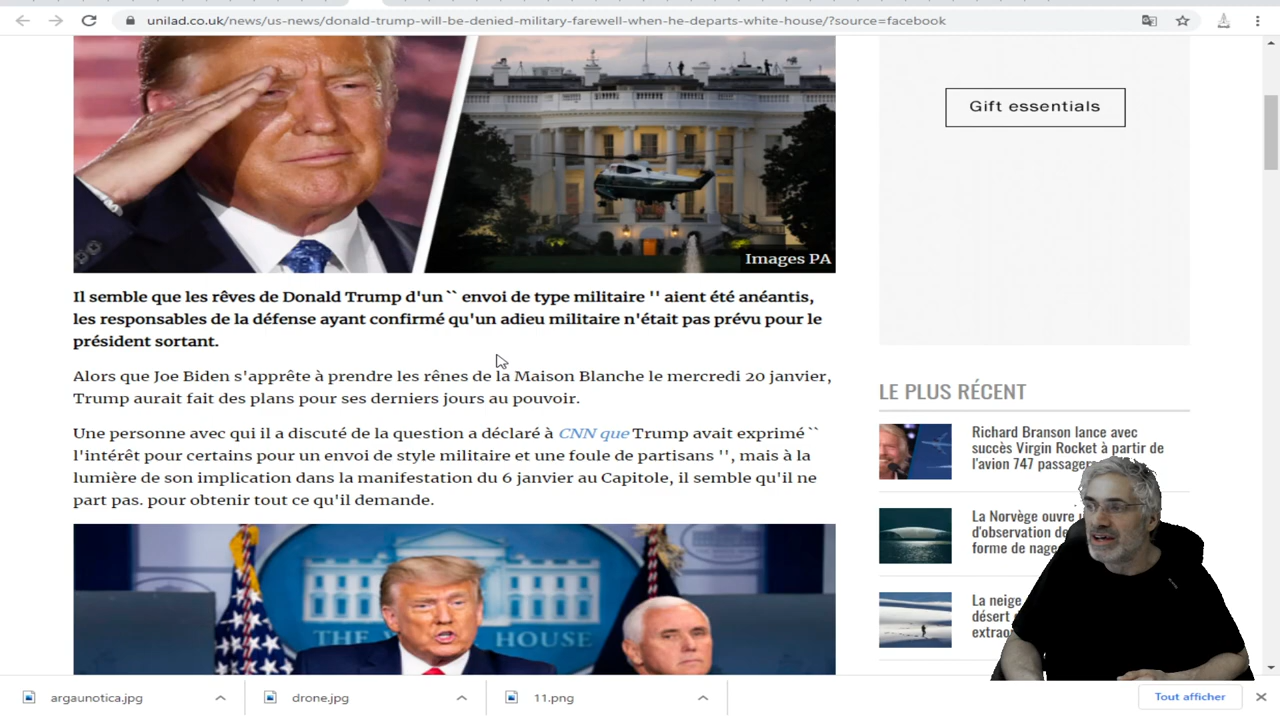 unilad.co.uk/news/us-news/donald-trump-will-be-denied-military-farewell-when-he-departs-white-house/?source=facebook
Images PA
Gift essentials
Il semble que les rêves de Donald Trump d'un `` envoi de type militaire '' aient été anéantis,
les responsables de la défense ayant confirmé qu'un adieu militaire n'était pas prévu pour le
président sortant.
Alors que Joe Biden s'apprête à prendre les rênes de la Maison Blanche le mercredi 20 janvier,
Trump aurait fait des plans pour ses derniers jours au pouvoir.
Une personne avec qui il a discuté de la question a déclaré à CNN que Trump avait exprimé ``
l'intérêt pour certains pour un envoi de style militaire et une foule de partisans '', mais à la
lumière de son implication dans la manifestation du 6 janvier au Capitole, il semble qu'il ne
part pas. pour obtenir tout ce qu'il demande.
THE HOUSE
LE PLUS RÉCENT
Richard Branson lance avec
succès Virgin Rocket à partir de
l'avion 747
La Norvège ouvre
d'observation
forme de
La neige
désert
argaunotica.jpg
drone.jpg
11.png
Tout afficher